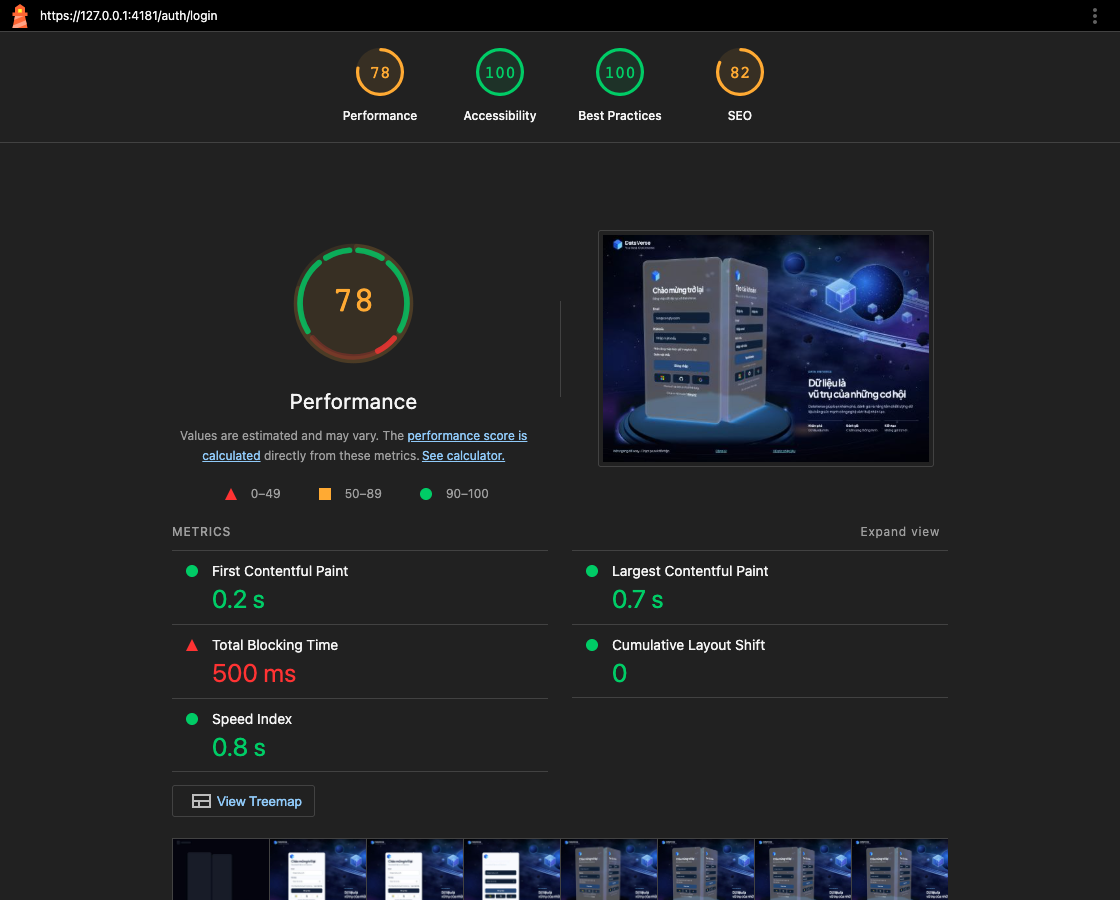 https://127.0.0.1:4181/auth/login
78
100
100
82
Performance
Accessibility
Best Practices
SEO
78
Performance
Values are estimated and may vary. The performance score is
calculated directly from these metrics. See calculator.
0–49
50–89
90–100
DataVerse
Chào mừng trở lại
Tạo tài khoản
Dữ liệu là
vũ trụ của những cơ hội
METRICS
Expand view
First Contentful Paint
0.2 s
Largest Contentful Paint
0.7 s
Total Blocking Time
500 ms
Cumulative Layout Shift
0
Speed Index
0.8 s
View Treemap